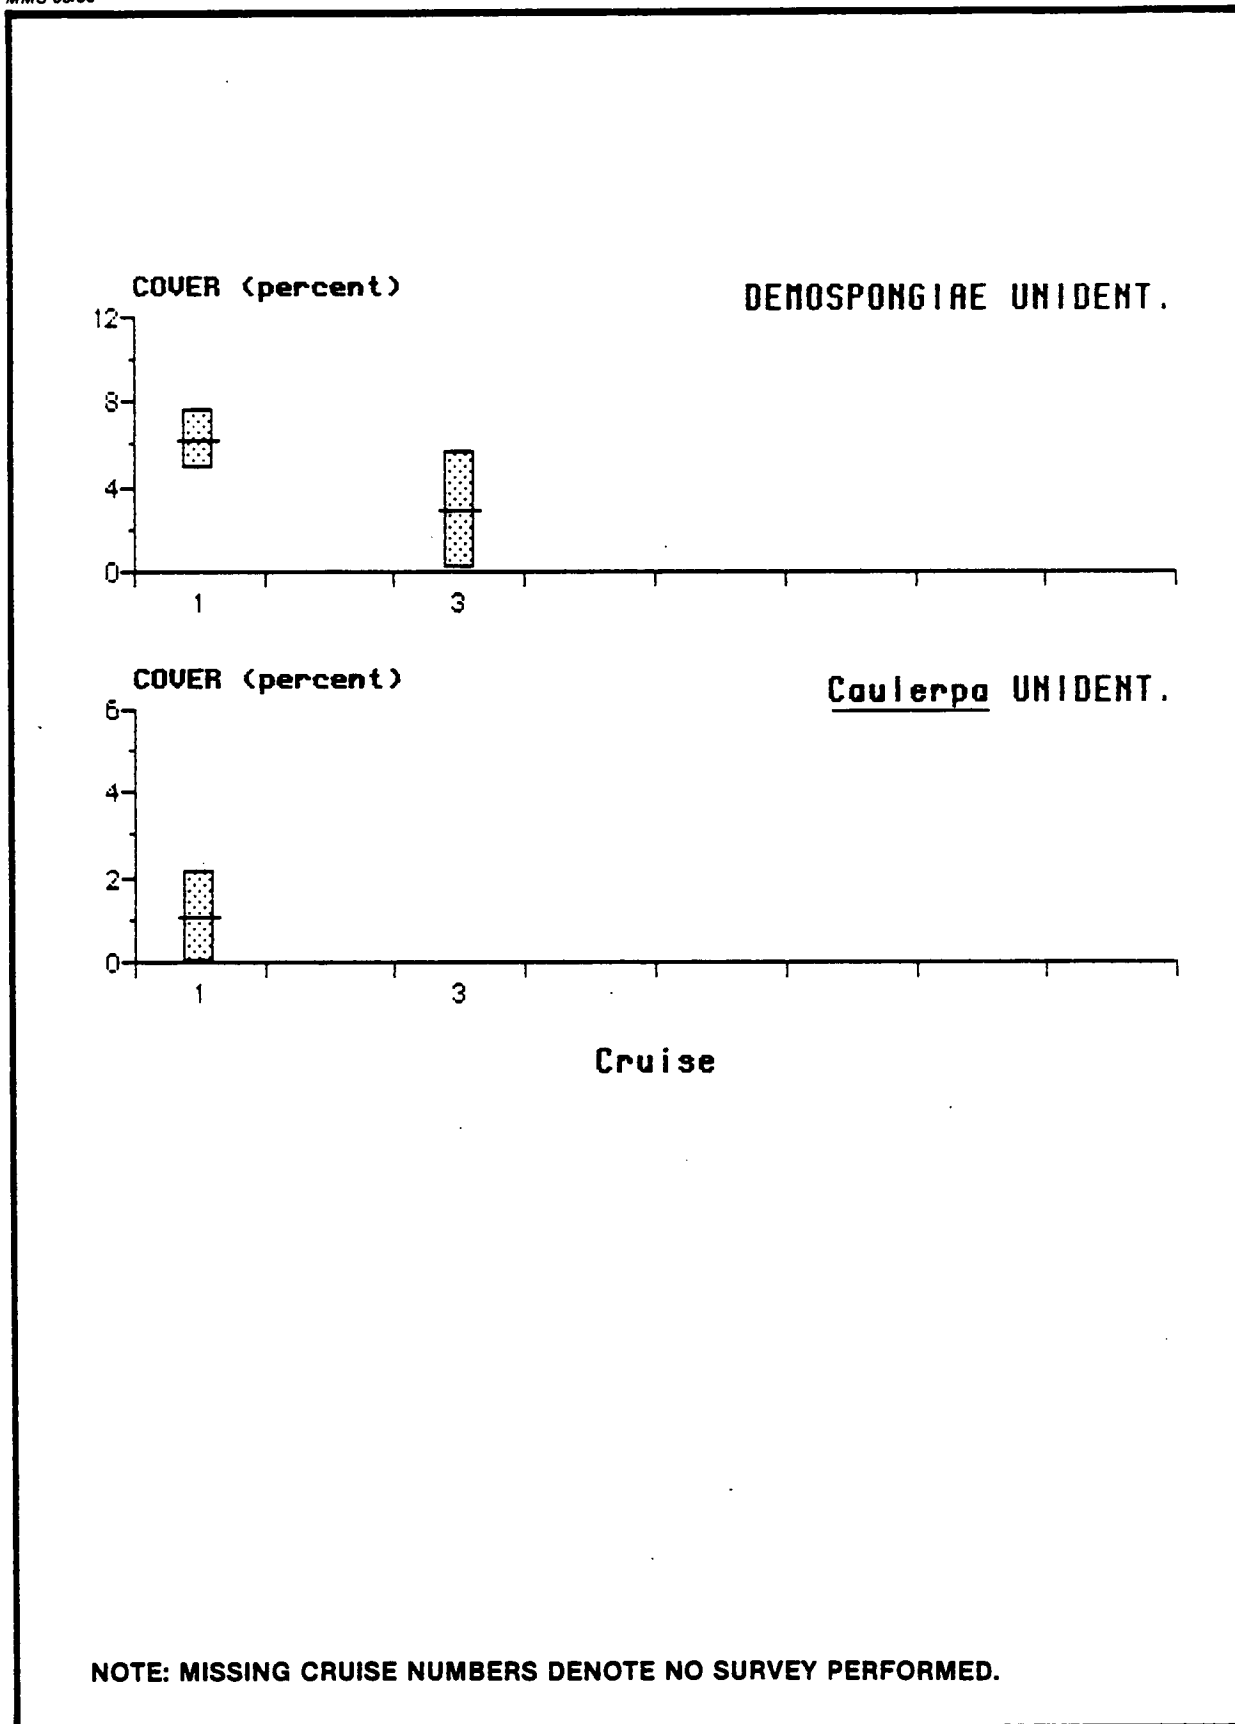 COVER (percent)
DEMOSPONGIAE UNIDENT.
12
8
4
0
1 3
COVER (percent)
Caulerpa UNIDENT.
6
4
2
0
1 3
Cruise
NOTE: MISSING CRUISE NUMBERS DENOTE NO SURVEY PERFORMED.